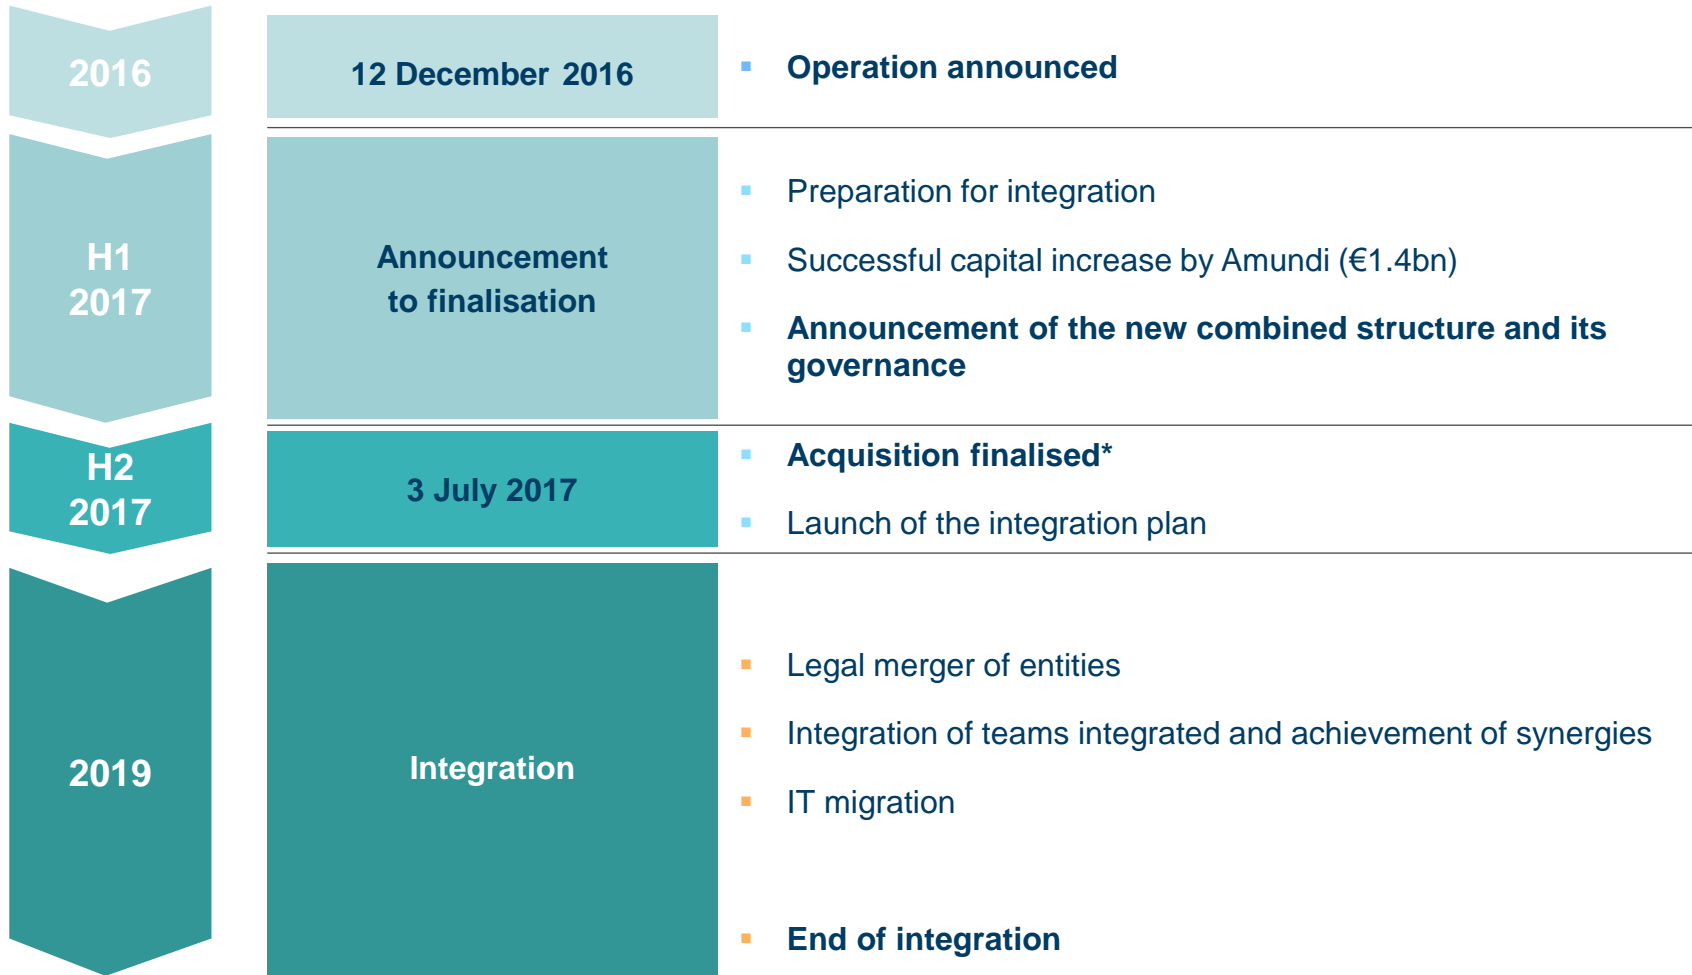 2016
12 December 2016
▪ Operation announced
H1
2017
Announcement
to finalisation
▪ Preparation for integration
▪ Successful capital increase by Amundi (€1.4bn)
▪ Announcement of the new combined structure and its
governance
H2
2017
3 July 2017
▪ Acquisition finalised*
▪ Launch of the integration plan
2019
Integration
▪ Legal merger of entities
▪ Integration of teams integrated and achievement of synergies
▪ IT migration
▪ End of integration